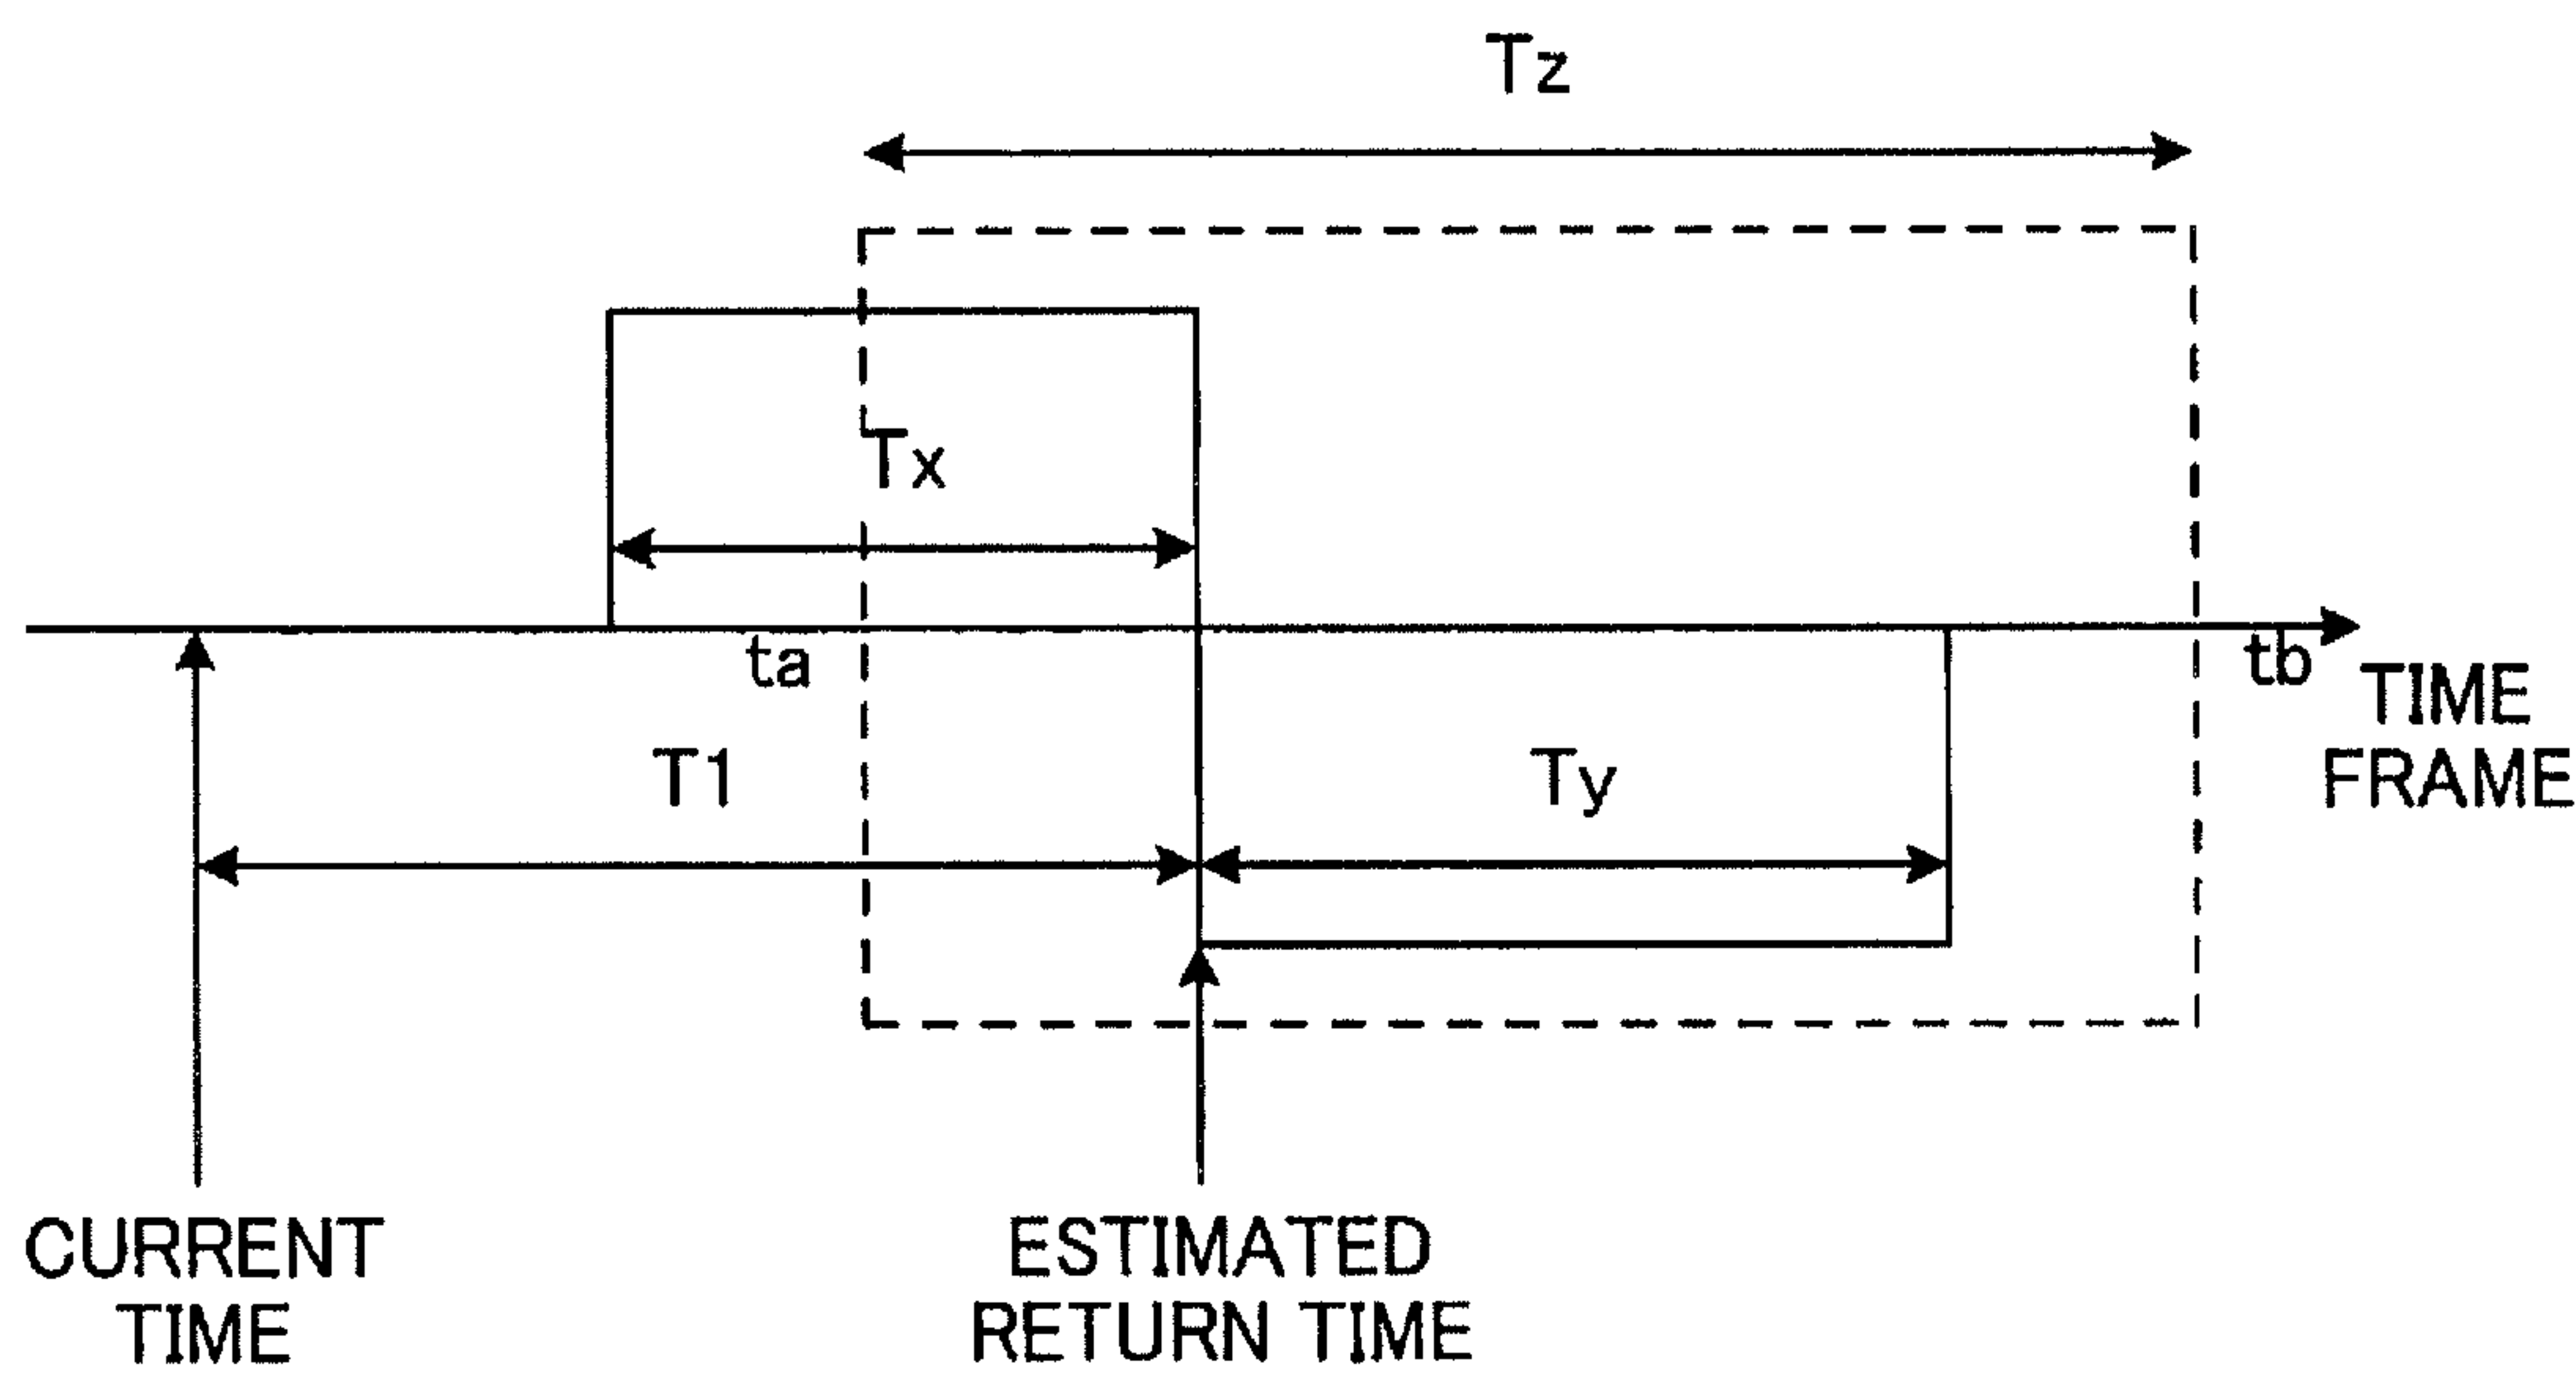 Tz
Tx
ta
tb
TIME
FRAME
T1
Ty
CURRENT
TIME
ESTIMATED
RETURN TIME